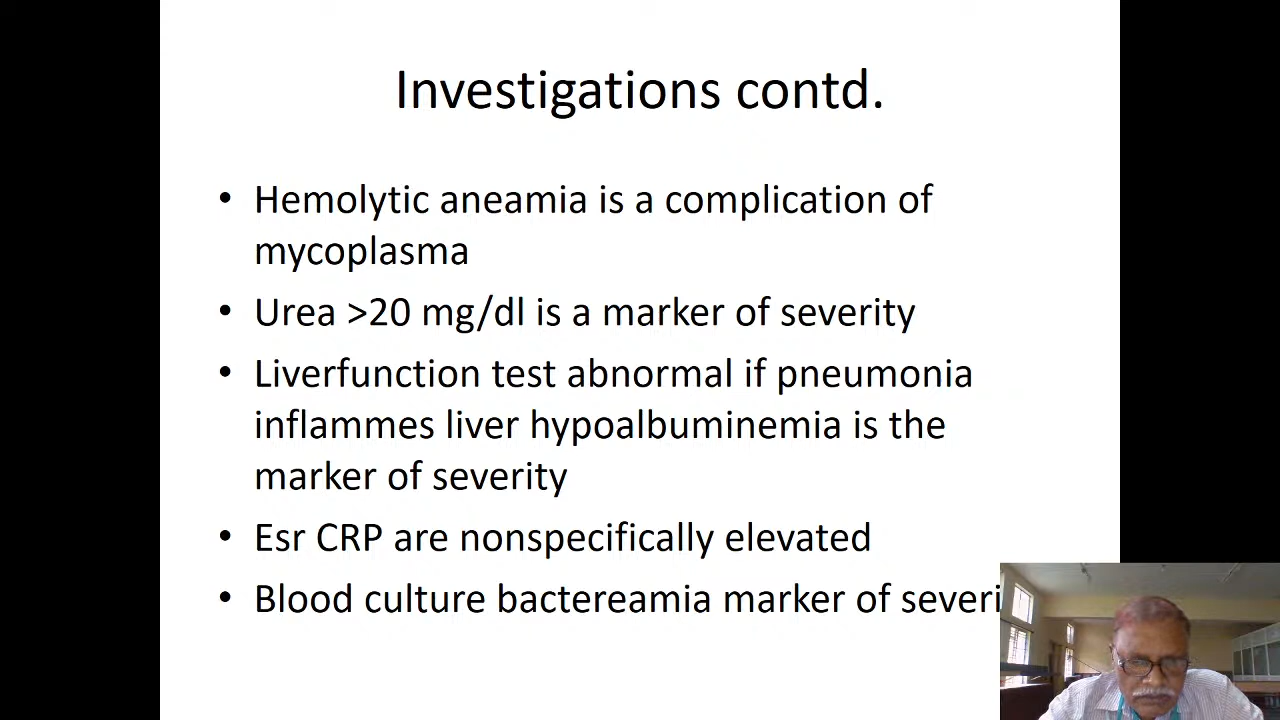 Investigations contd.
• Hemolytic aneamia is a complication of
mycoplasma
• Urea >20 mg/dl is a marker of severity
• Liverfunction test abnormal if pneumonia
inflammes liver hypoalbuminemia is the
marker of severity
• Esr CRP are nonspecifically elevated
• Blood culture bactereamia marker of